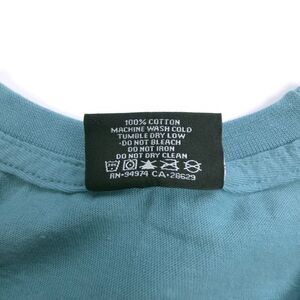 100% COTTON
MACHINE WASH COLD
TUMBLE DRY LOW
DO NOT BLEACH
DO NOT IRON
DO NOT DRY CLEAN
RN-94974 CA-28629